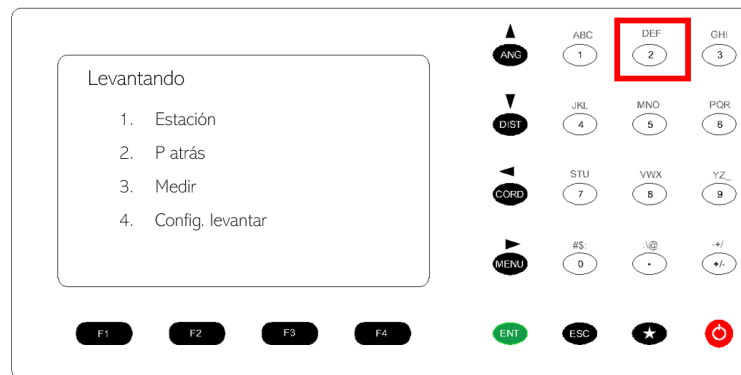 Levantando
1. Estación
2. P atrás
3. Medir
4. Config. levantar
F1 F2 F3 F4
ANG ABC 1 DEF 2 GHI 3
DIST JKL 4 MNO 5 PQR 6
CORD STU 7 VWX 8 YZ_ 9
MENU #$: 0 .\@ • -+/ +/-
ENT ESC